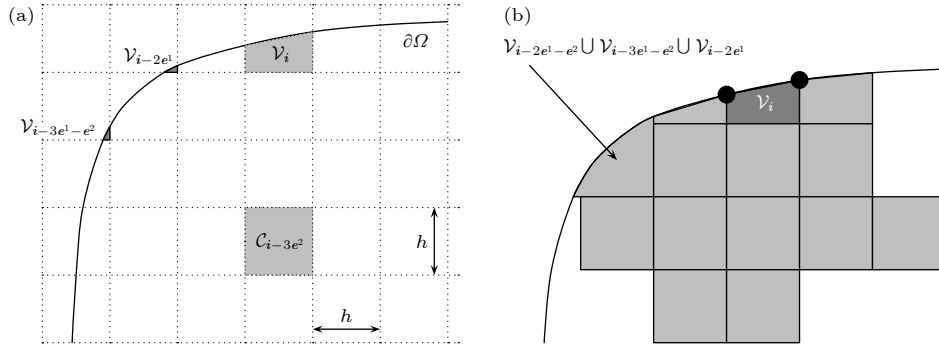 (a)
∂Ω
𝒱_{i−2e¹}
𝒱_i
𝒱_{i−3e¹−e²}
𝒞_{i−3e²}
h
h
(b)
𝒱_{i−2e¹−e²} ∪ 𝒱_{i−3e¹−e²} ∪ 𝒱_{i−2e¹}
𝒱_i